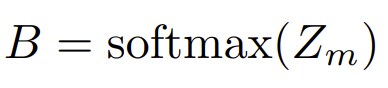 B = softmax(Z_m)